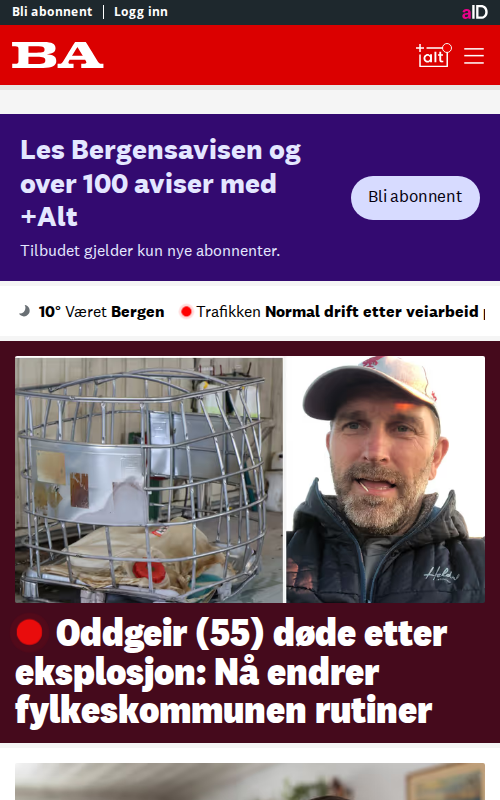 Bli abonnent | Logg inn
aID
BA
+alt
Les Bergensavisen og
over 100 aviser med
+Alt
Bli abonnent
Tilbudet gjelder kun nye abonnenter.
10° Været Bergen
Trafikken Normal drift etter veiarbeid
Oddgeir (55) døde etter
eksplosjon: Nå endrer
fylkeskommunen rutiner